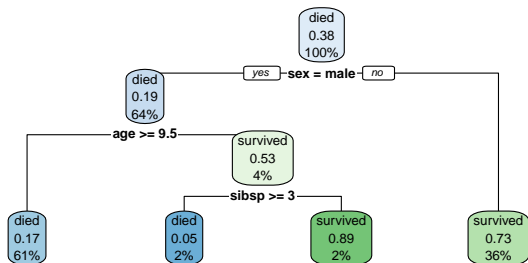 died
0.38
100%
yes sex = male no
died
0.19
64%
age >= 9.5
survived
0.53
4%
sibsp >= 3
died
0.17
61%
died
0.05
2%
survived
0.89
2%
survived
0.73
36%